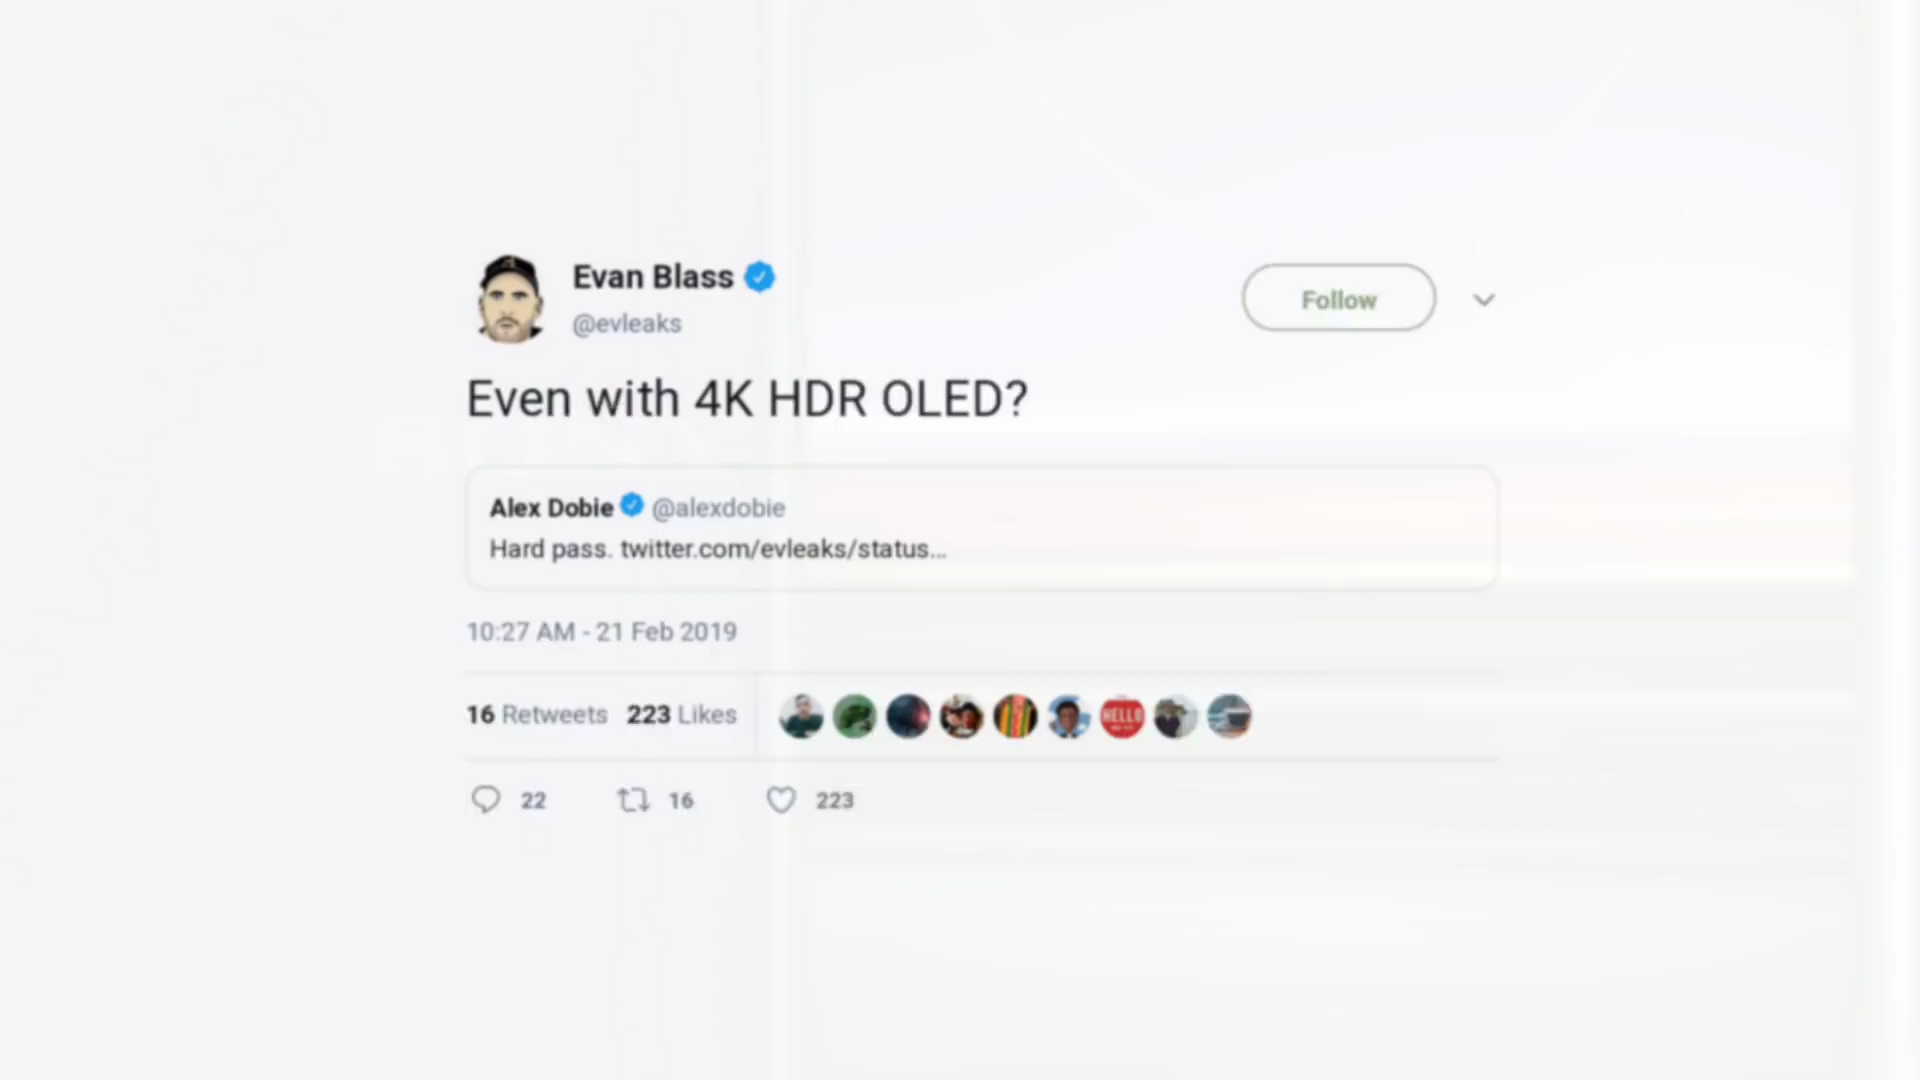 Evan Blass
@evleaks
Follow
Even with 4K HDR OLED?
Alex Dobie @alexdobie
Hard pass. twitter.com/evleaks/status...
10:27 AM - 21 Feb 2019
16 Retweets 223 Likes
HELLO
22 16 223